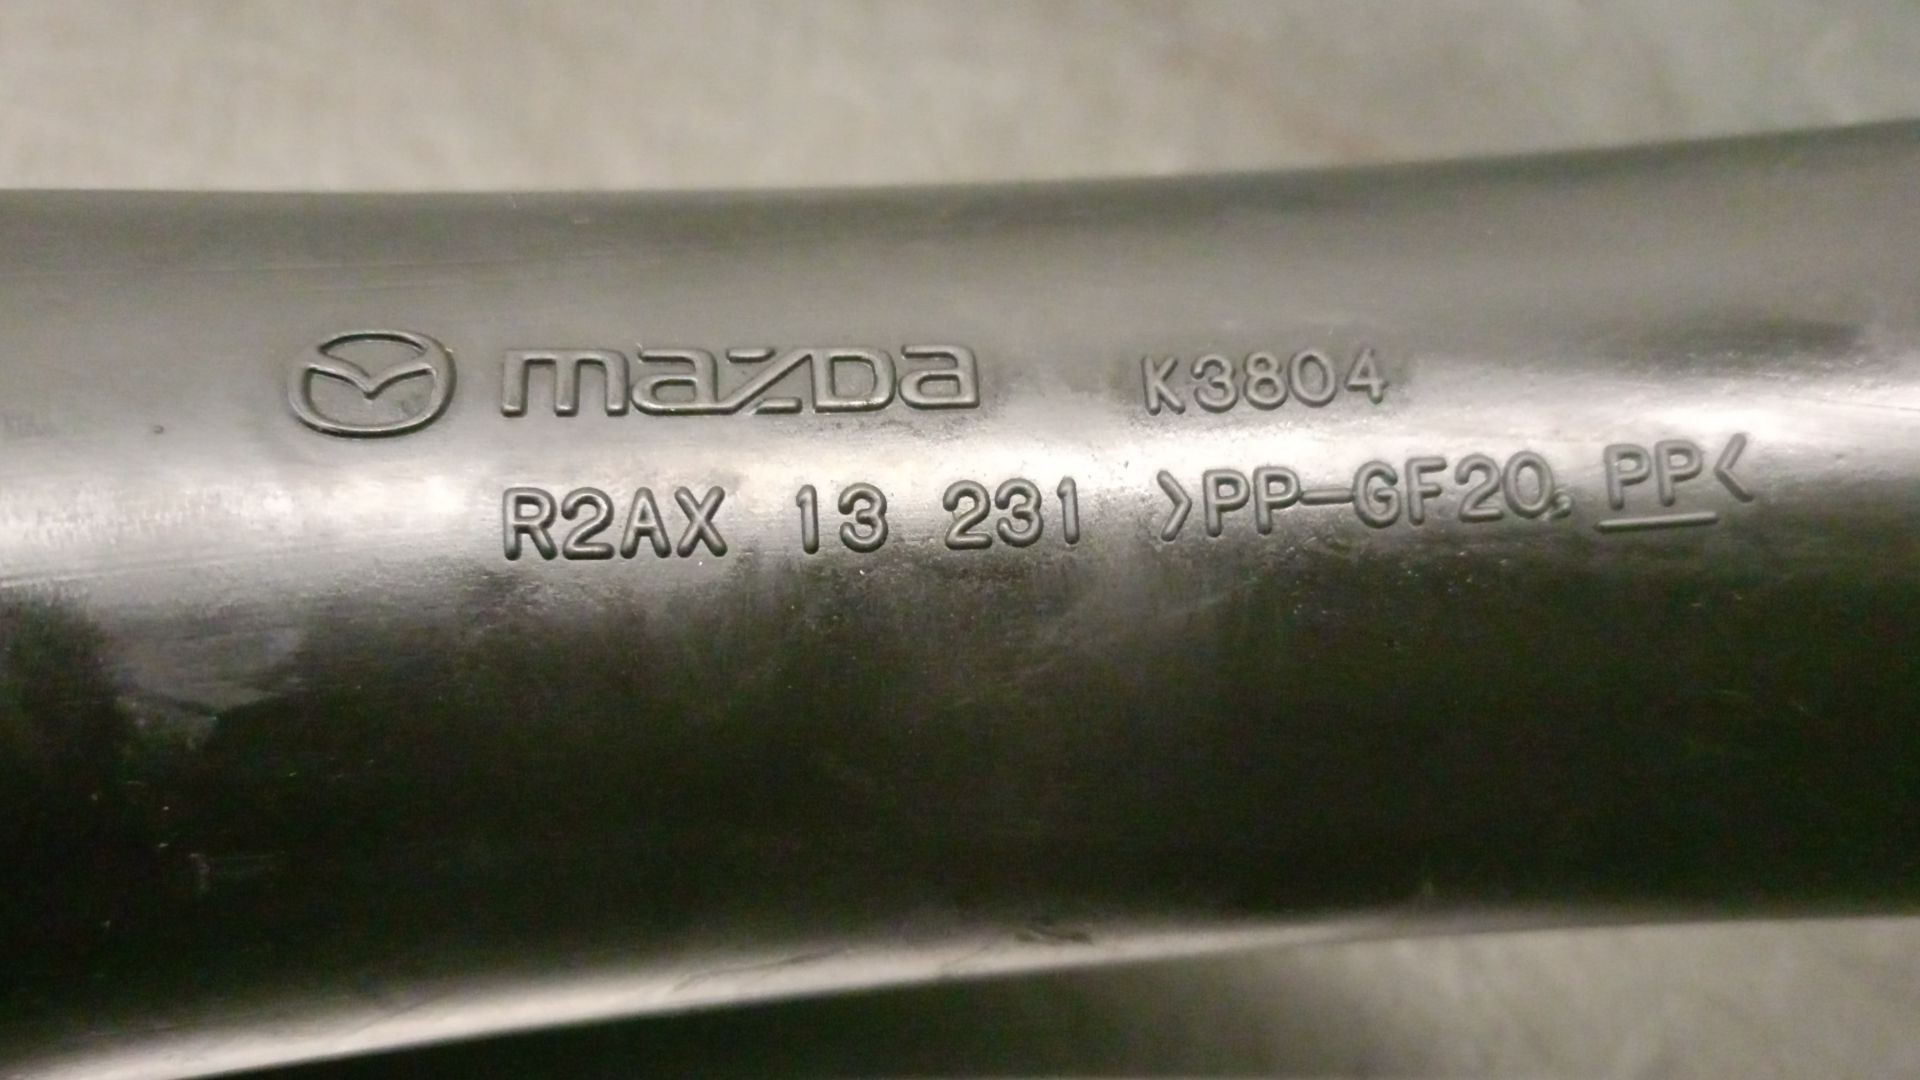 mazda K3804
R2AX 13 231 >PP-GF20, PP<